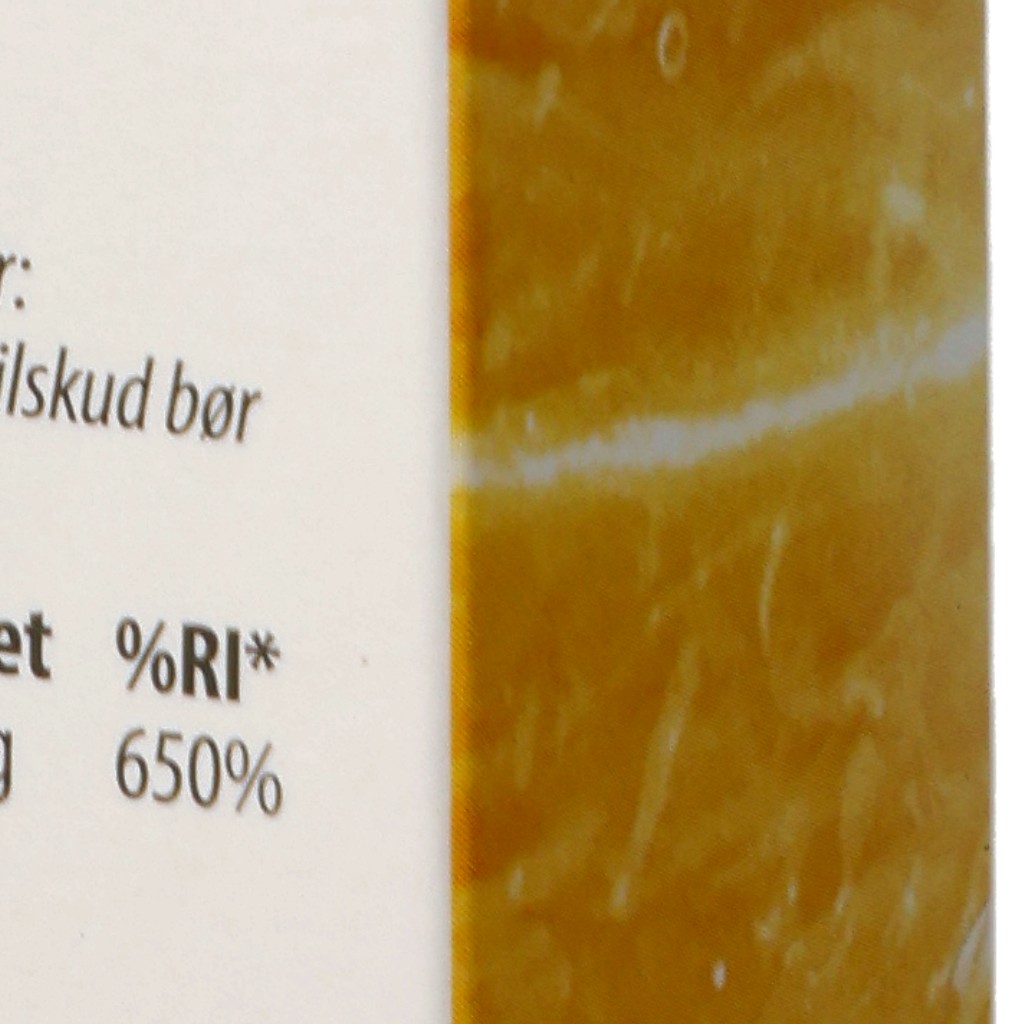 r:
ilskud bør
et %RI*
g 650%